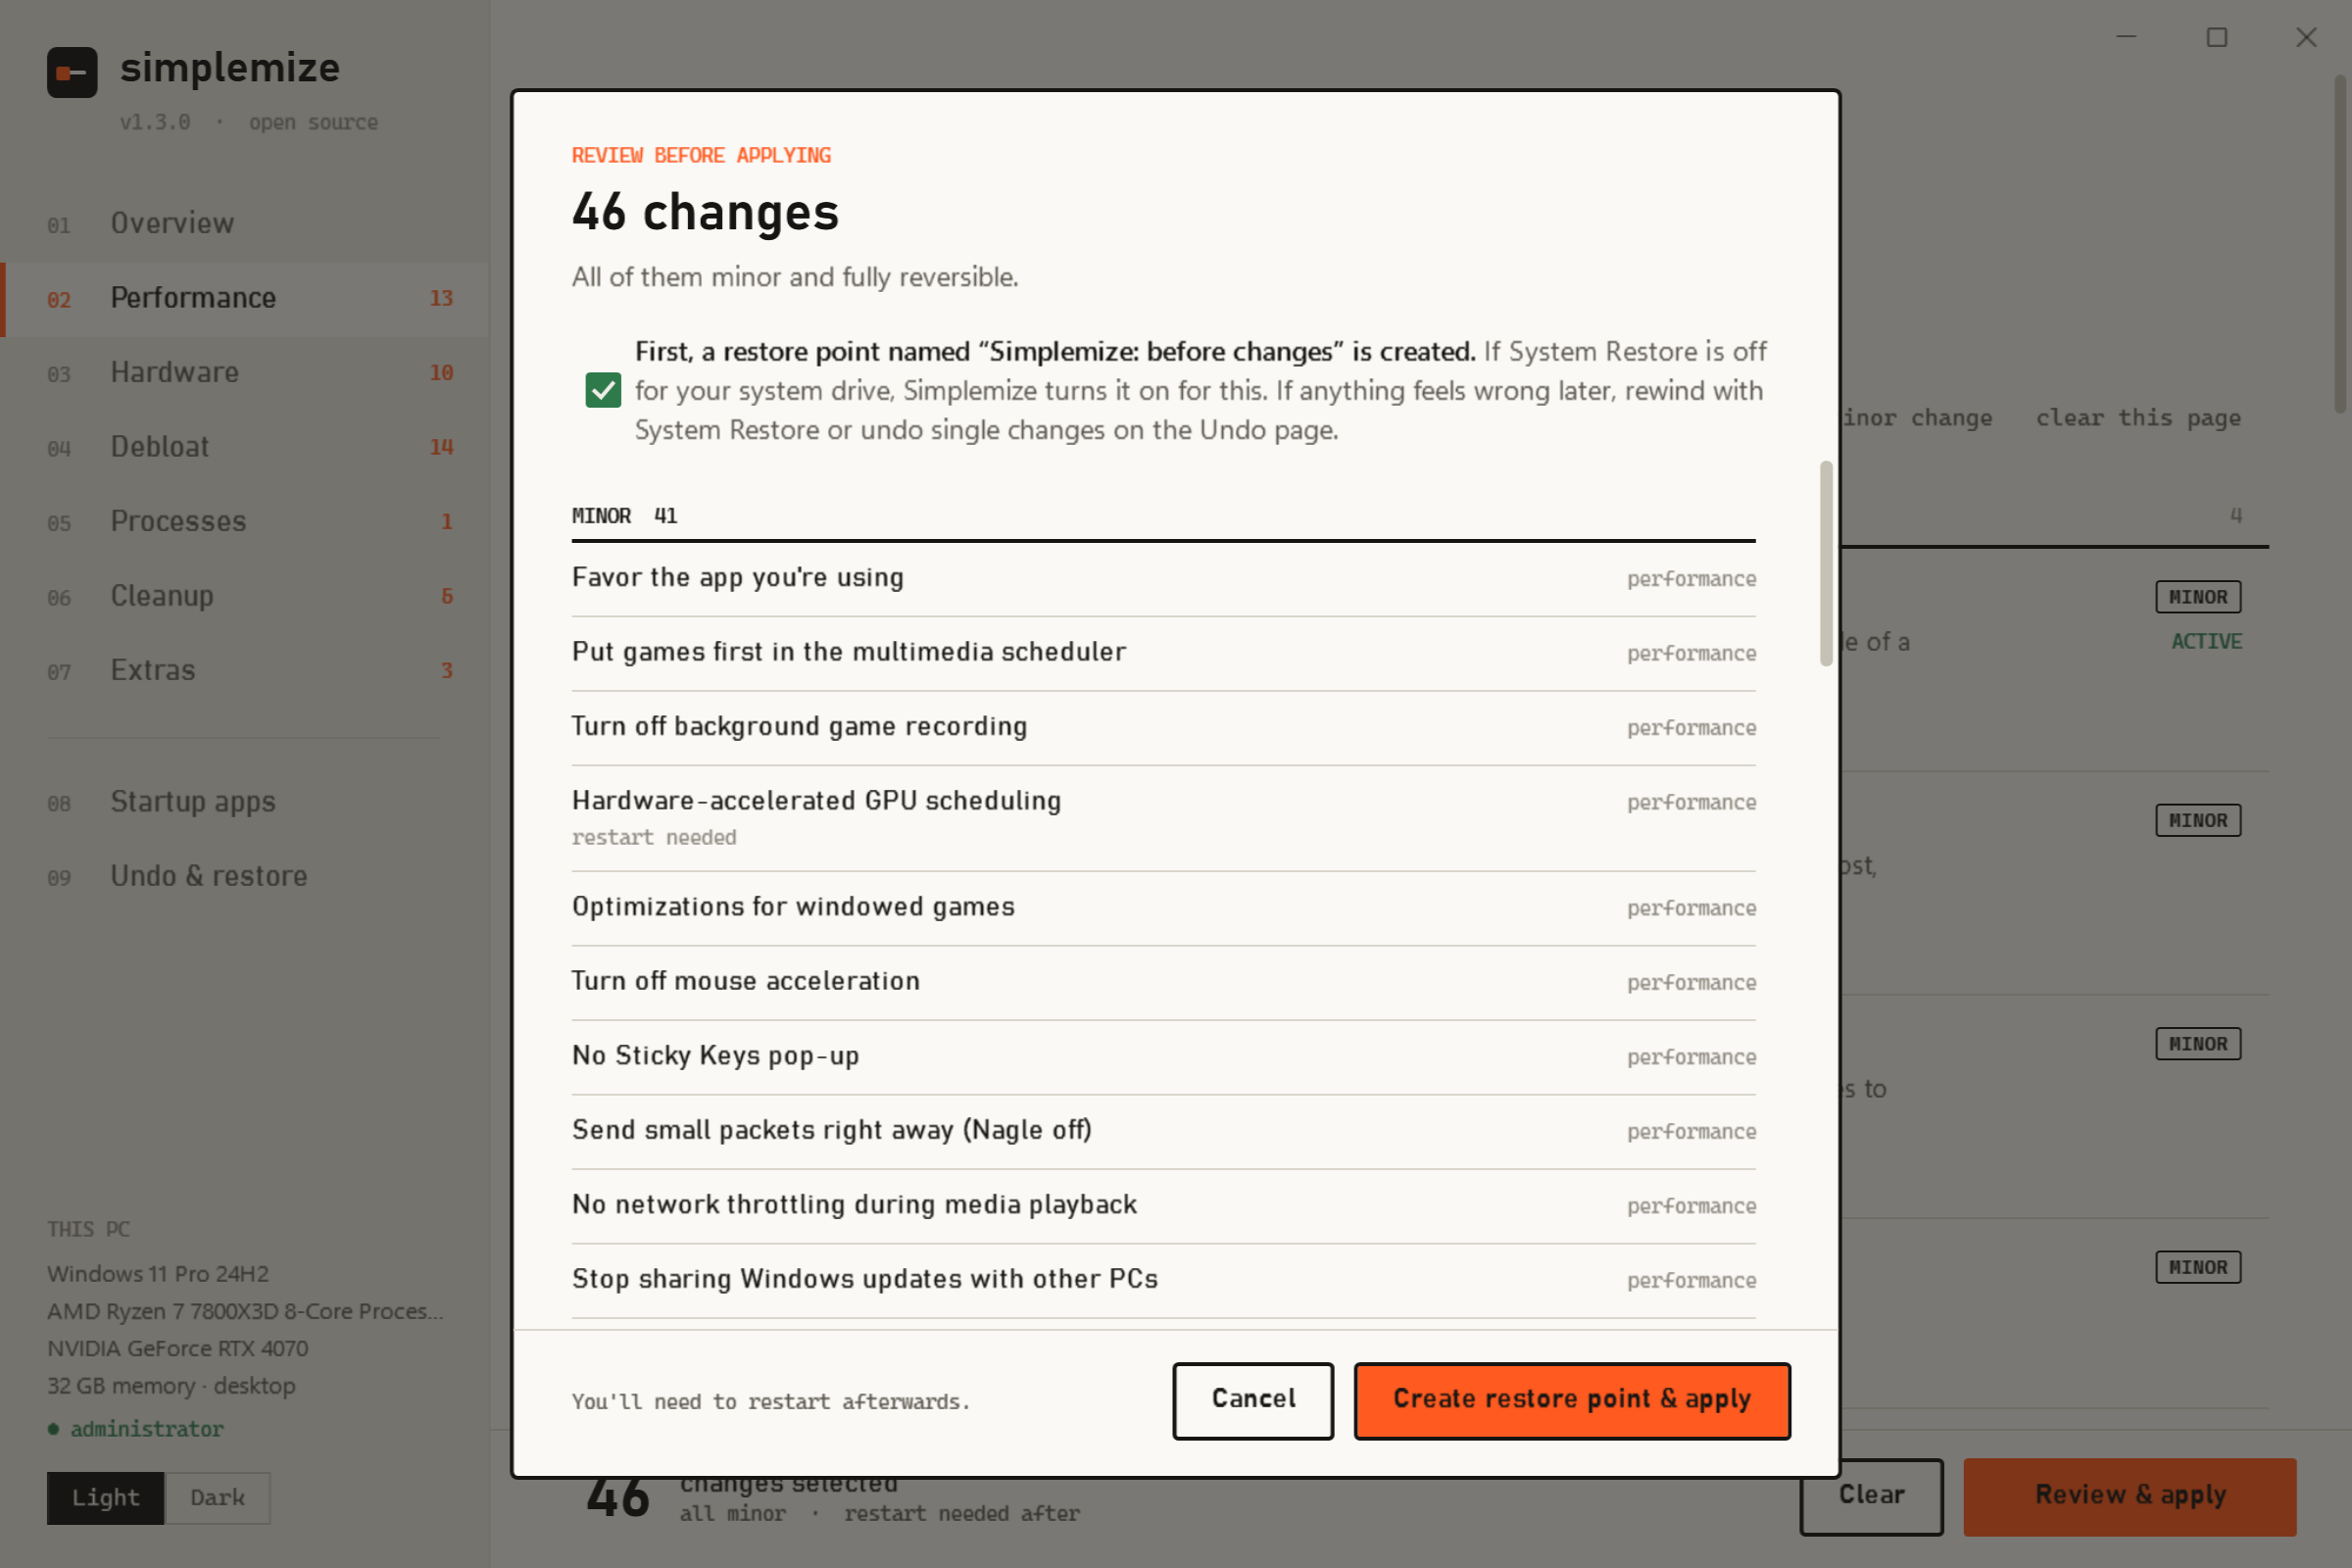 simplemize
v1.3.0 · open source
01 Overview
02 Performance 13
03 Hardware 10
04 Debloat 14
05 Processes 1
06 Cleanup 5
07 Extras 3
08 Startup apps
09 Undo & restore
THIS PC
Windows 11 Pro 24H2
AMD Ryzen 7 7800X3D 8-Core Proces...
NVIDIA GeForce RTX 4070
32 GB memory · desktop
administrator
Light Dark
REVIEW BEFORE APPLYING
46 changes
All of them minor and fully reversible.
First, a restore point named “Simplemize: before changes” is created. If System Restore is off
for your system drive, Simplemize turns it on for this. If anything feels wrong later, rewind with
System Restore or undo single changes on the Undo page.
MINOR 41
Favor the app you're using performance
Put games first in the multimedia scheduler performance
Turn off background game recording performance
Hardware-accelerated GPU scheduling performance
restart needed
Optimizations for windowed games performance
Turn off mouse acceleration performance
No Sticky Keys pop-up performance
Send small packets right away (Nagle off) performance
No network throttling during media playback performance
Stop sharing Windows updates with other PCs performance
You'll need to restart afterwards.
Cancel
Create restore point & apply
inor change clear this page
4
MINOR
le of a ACTIVE
MINOR
ost,
MINOR
s to
MINOR
46 changes selected
all minor · restart needed after
Clear
Review & apply